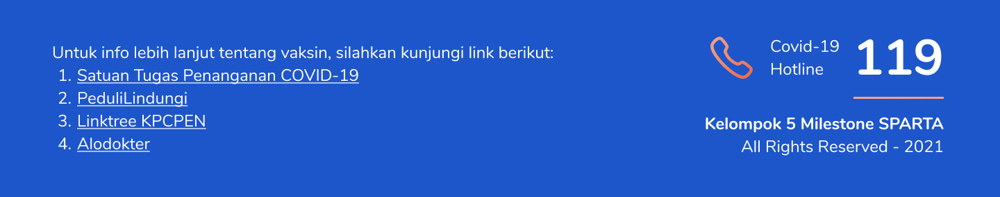 Untuk info lebih lanjut tentang vaksin, silahkan kunjungi link berikut:
1. Satuan Tugas Penanganan COVID-19
2. PeduliLindungi
3. Linktree KPCPEN
4. Alodokter
Covid-19
Hotline
119
Kelompok 5 Milestone SPARTA
All Rights Reserved - 2021